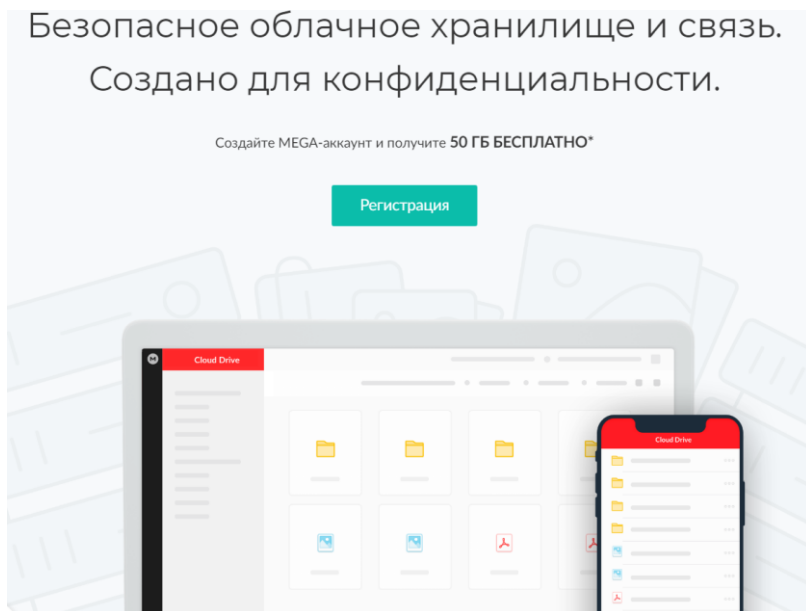 Безопасное облачное хранилище и связь.
Создано для конфиденциальности.
Создайте MEGA-аккаунт и получите 50 ГБ БЕСПЛАТНО*
Регистрация
M
Cloud Drive
Cloud Drive